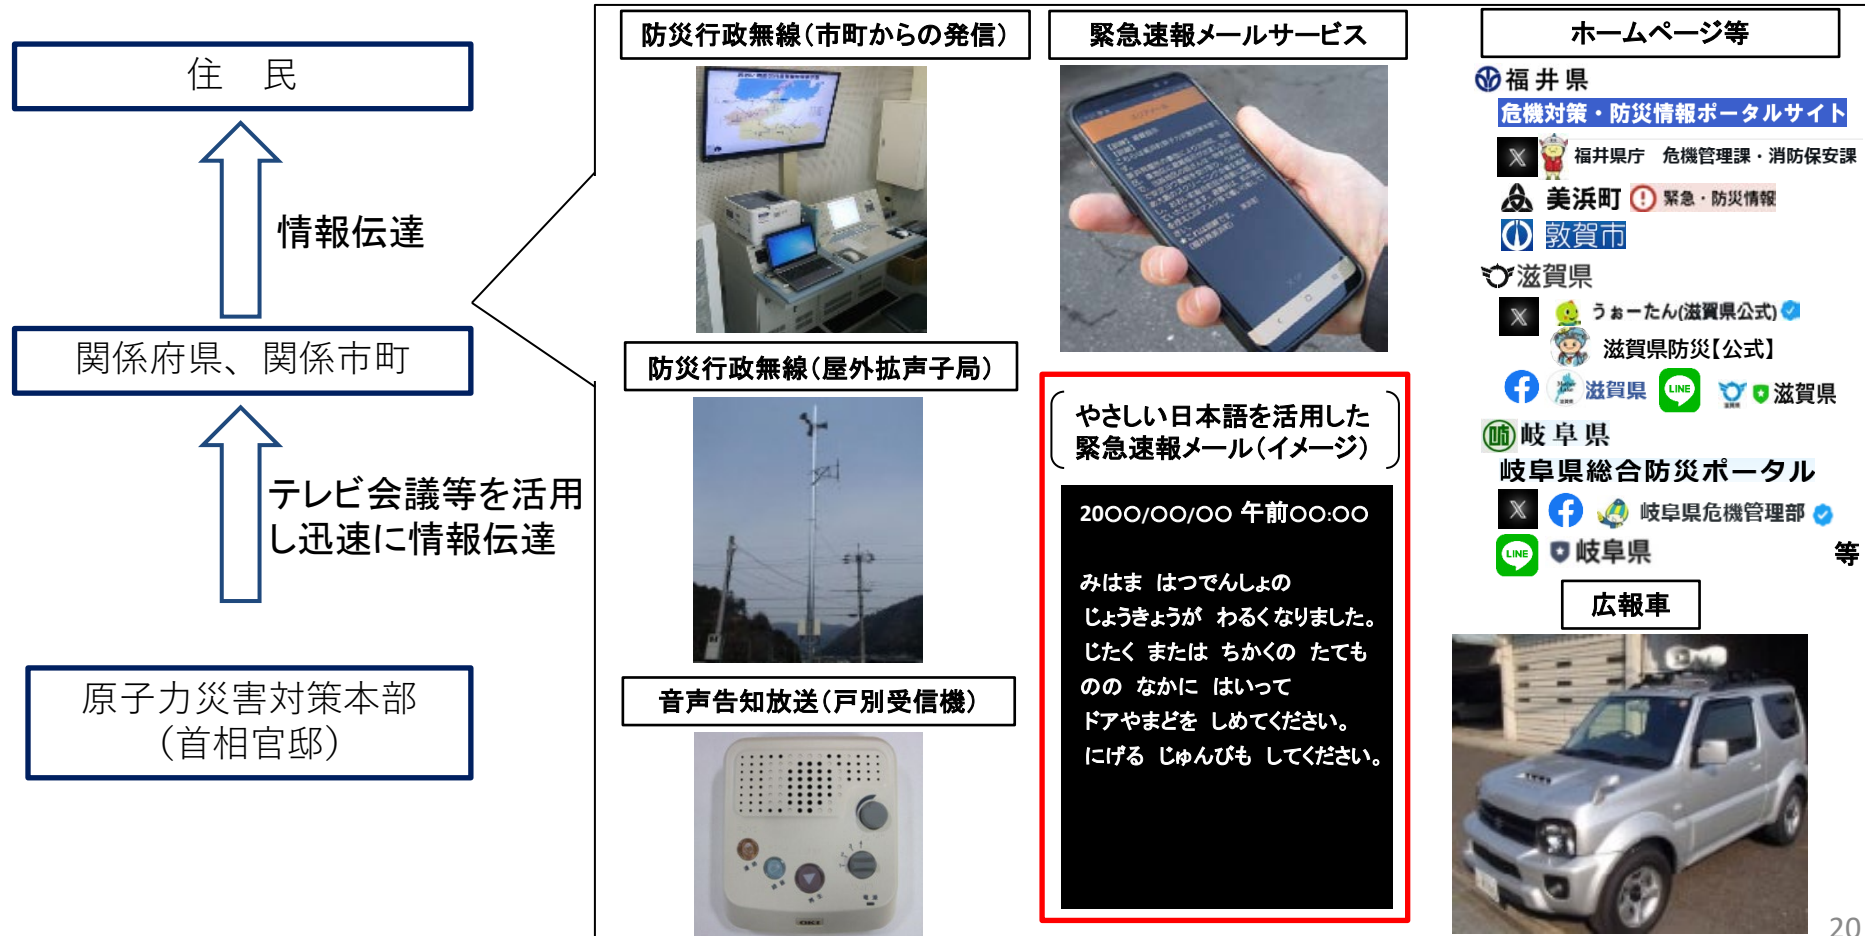 住　民
情報伝達
関係府県、関係市町
テレビ会議等を活用
し迅速に情報伝達
原子力災害対策本部
（首相官邸）
防災行政無線（市町からの発信）
防災行政無線（屋外拡声子局）
音声告知放送（戸別受信機）
OKI
緊急速報メールサービス
やさしい日本語を活用した
緊急速報メール（イメージ）
20〇〇/〇〇/〇〇 午前〇〇:〇〇
みはま はつでんしょの
じょうきょうが わるくなりました。
じたく または ちかくの たても
のの なかに はいって
ドアやまどを しめてください。
にげる じゅんびも してください。
ホームページ等
福井県
危機対策・防災情報ポータルサイト
X 福井県庁　危機管理課・消防保安課
美浜町 緊急・防災情報
敦賀市
滋賀県
X うぉーたん(滋賀県公式)
滋賀県防災【公式】
f 滋賀県 LINE 滋賀県
岐阜県
岐阜県総合防災ポータル
X f 岐阜県危機管理部
LINE 岐阜県 等
広報車
20